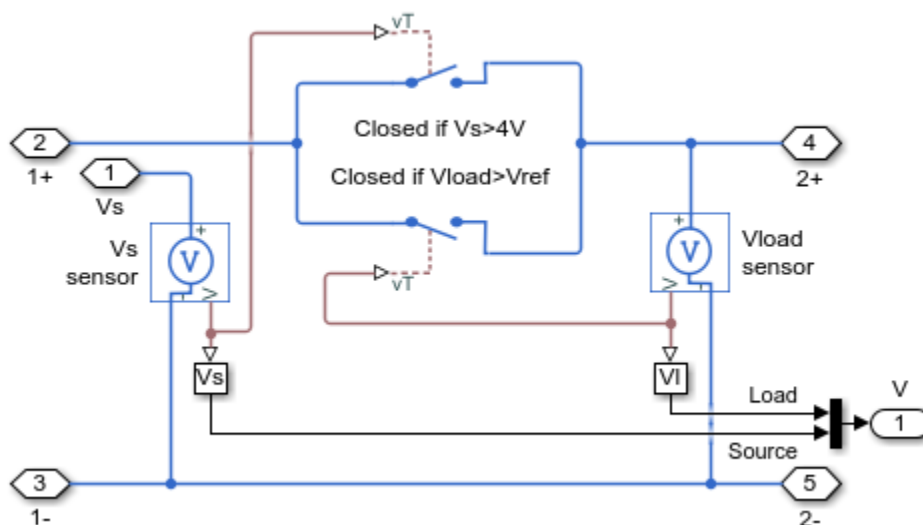 vT
Closed if Vs>4V
2
1+
4
2+
1
Vs
Closed if Vload>Vref
+
V
Vs
sensor
-
V
+
V
Vload
sensor
-
V
vT
Vs
Vl
Load
V
1
Source
3
1-
5
2-